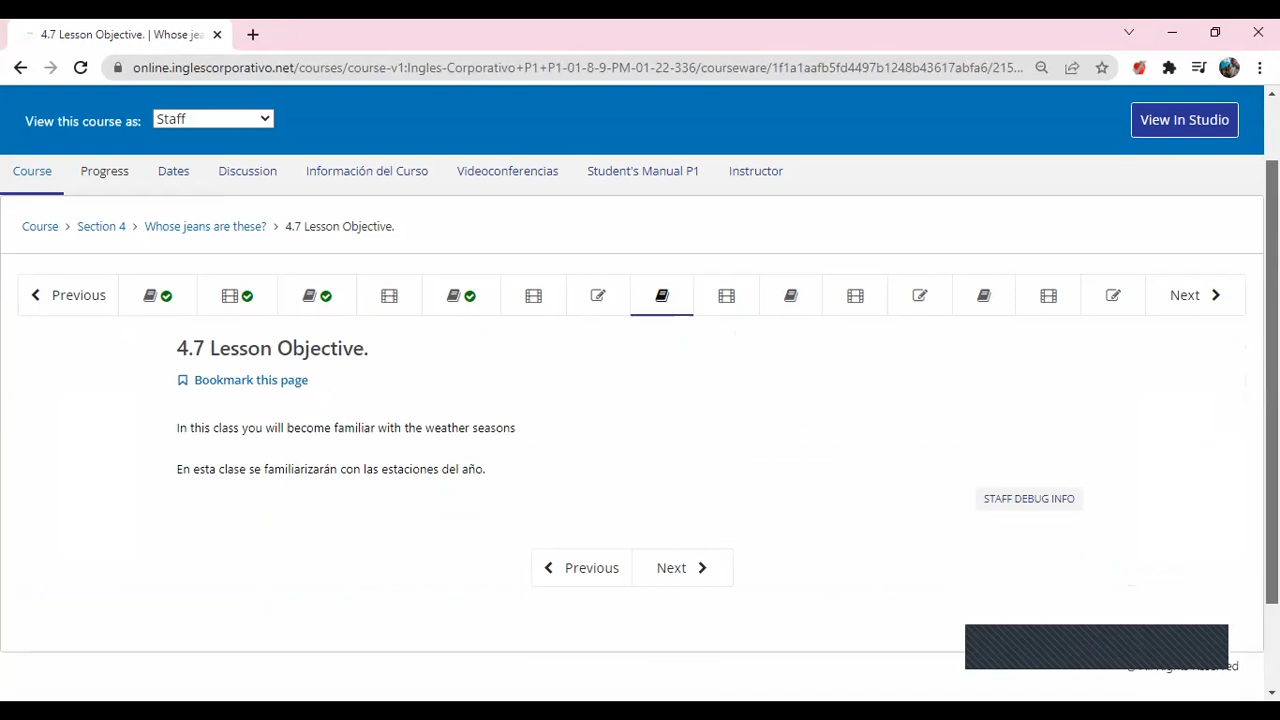 4.7 Lesson Objective. | Whose jea
online.inglescorporativo.net/courses/course-v1:Ingles-Corporativo+P1+P1-01-8-9-PM-01-22-336/courseware/1f1a1aafb5fd4497b1248b43617abfa6/215...
View this course as: Staff
View In Studio
Course Progress Dates Discussion Información del Curso Videoconferencias Student's Manual P1 Instructor
Course > Section 4 > Whose jeans are these? > 4.7 Lesson Objective.
Previous Next
4.7 Lesson Objective.
Bookmark this page
In this class you will become familiar with the weather seasons
En esta clase se familiarizarán con las estaciones del año.
STAFF DEBUG INFO
Previous Next